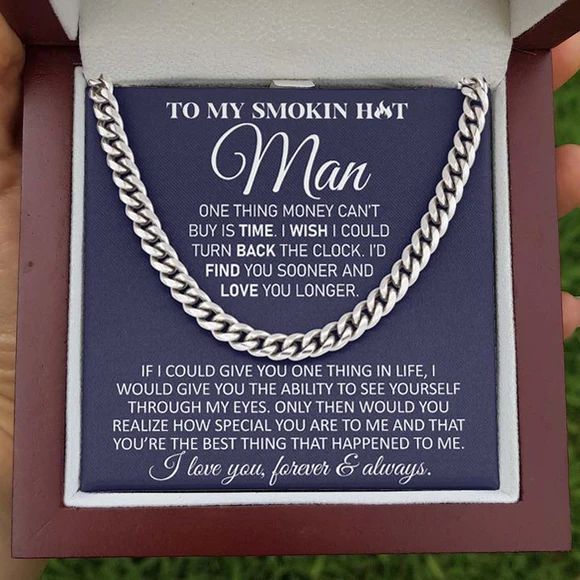 TO MY SMOKIN HOT
Man
ONE THING MONEY CAN'T
BUY IS TIME. I WISH I COULD
TURN BACK THE CLOCK. I'D
FIND YOU SOONER AND
LOVE YOU LONGER.
IF I COULD GIVE YOU ONE THING IN LIFE, I
WOULD GIVE YOU THE ABILITY TO SEE YOURSELF
THROUGH MY EYES. ONLY THEN WOULD YOU
REALIZE HOW SPECIAL YOU ARE TO ME AND THAT
YOU'RE THE BEST THING THAT HAPPENED TO ME.
I love you, forever & always.